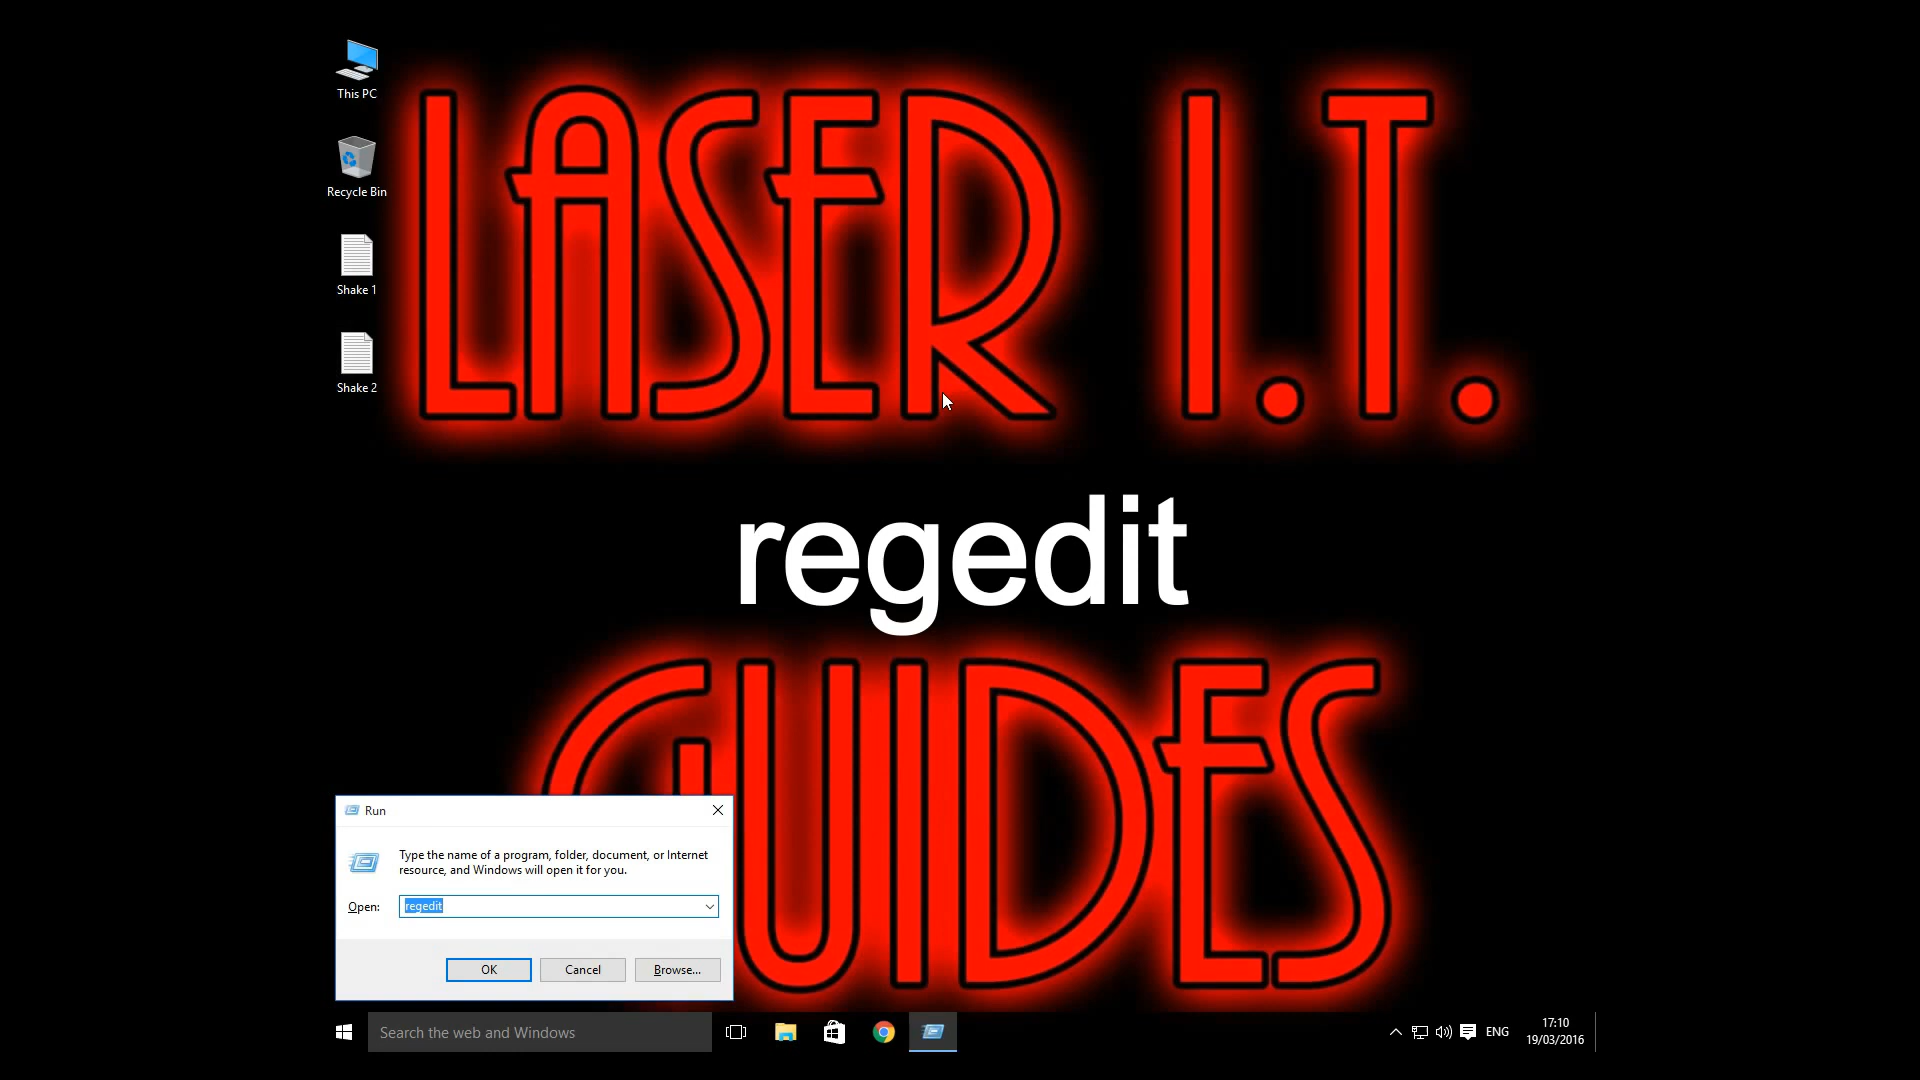 This PC
Recycle Bin
Shake 1
Shake 2
LASER I.T.
regedit
GUIDES
Run
Type the name of a program, folder, document, or Internet
resource, and Windows will open it for you.
Open: regedit
OK Cancel Browse...
Search the web and Windows
ENG
17:10
19/03/2016